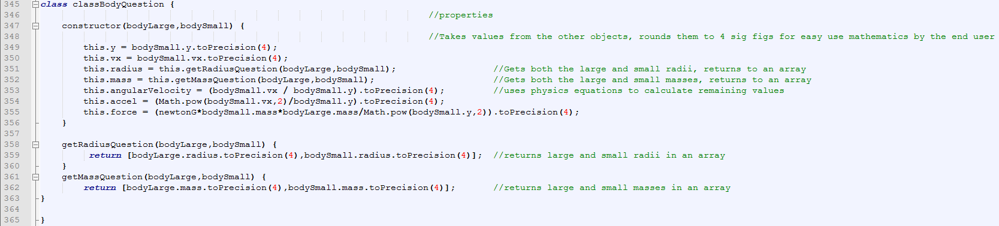 345 class classBodyQuestion {
346 //properties
347 constructor(bodyLarge,bodySmall) {
348 //Takes values from the other objects, rounds them to 4 sig figs for easy use mathematics by the end user
349 this.y = bodySmall.y.toPrecision(4);
350 this.vx = bodySmall.vx.toPrecision(4);
351 this.radius = this.getRadiusQuestion(bodyLarge,bodySmall); //Gets both the large and small radii, returns to an array
352 this.mass = this.getMassQuestion(bodyLarge,bodySmall); //Gets both the large and small masses, returns to an array
353 this.angularVelocity = (bodySmall.vx / bodySmall.y).toPrecision(4); //uses physics equations to calculate remaining values
354 this.accel = (Math.pow(bodySmall.vx,2)/bodySmall.y).toPrecision(4);
355 this.force = (newtonG*bodySmall.mass*bodyLarge.mass/Math.pow(bodySmall.y,2)).toPrecision(4);
356 }
357
358 getRadiusQuestion(bodyLarge,bodySmall) {
359 return [bodyLarge.radius.toPrecision(4),bodySmall.radius.toPrecision(4)]; //returns large and small radii in an array
360 }
361 getMassQuestion(bodyLarge,bodySmall) {
362 return [bodyLarge.mass.toPrecision(4),bodySmall.mass.toPrecision(4)]; //returns large and small masses in an array
363 }
364
365 }